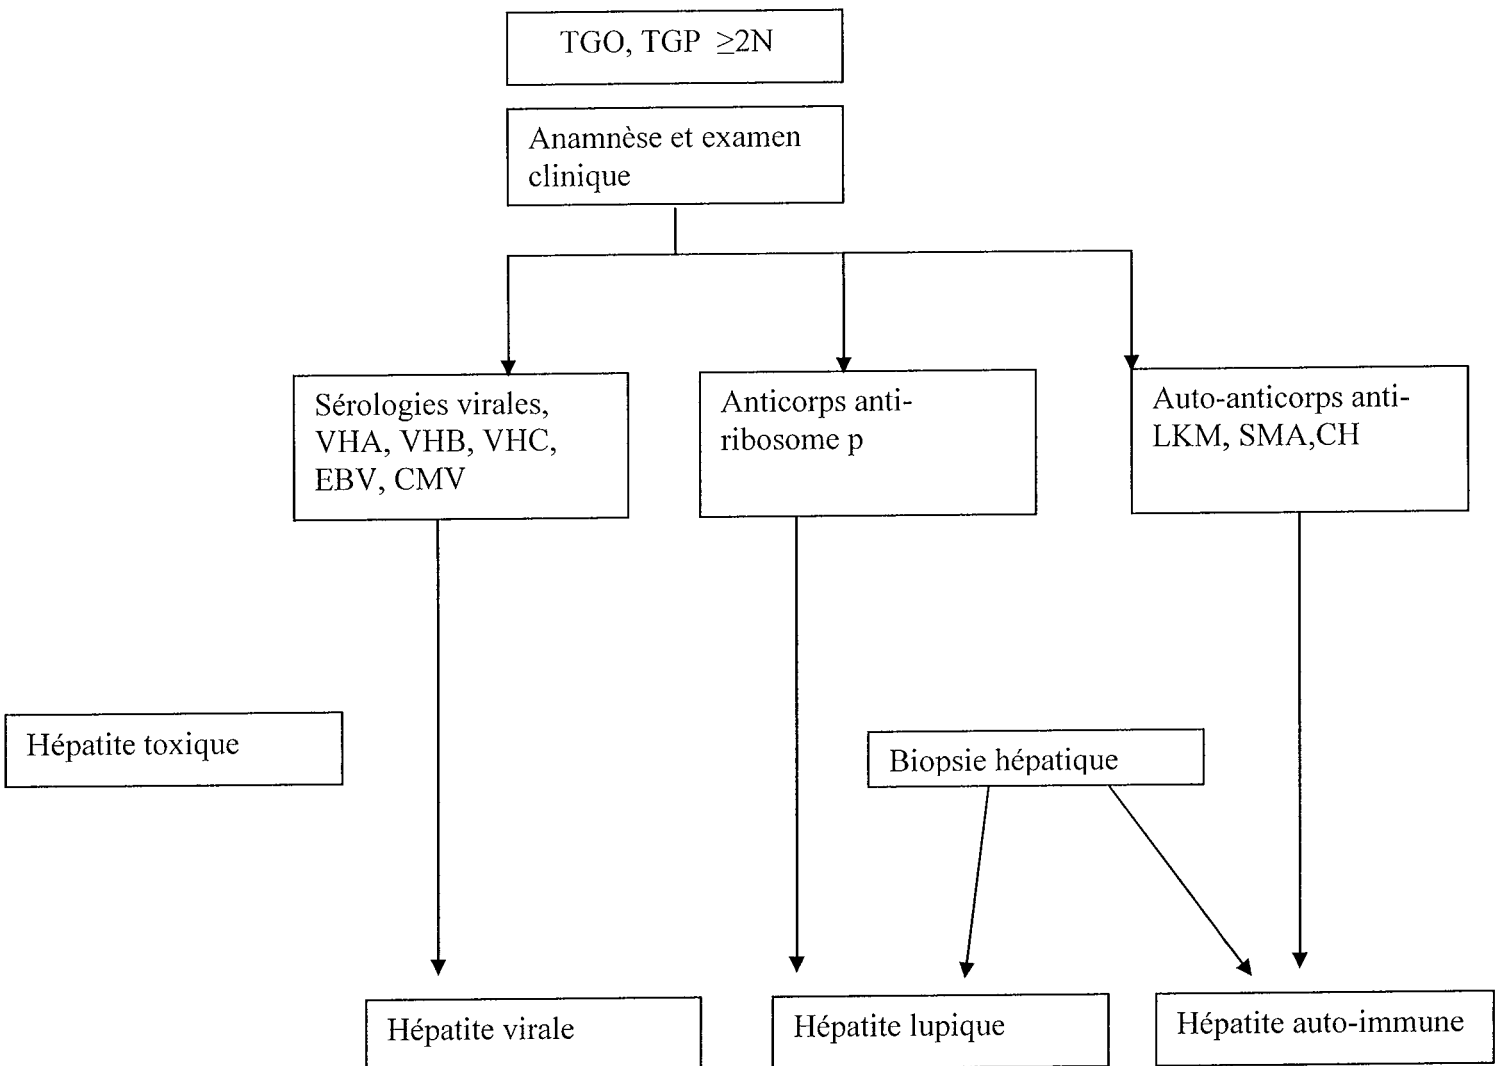 TGO, TGP ≥2N
Anamnèse et examen
clinique
Sérologies virales,
VHA, VHB, VHC,
EBV, CMV
Anticorps anti-
ribosome p
Auto-anticorps anti-
LKM, SMA,CH
Hépatite toxique
Biopsie hépatique
Hépatite virale
Hépatite lupique
Hépatite auto-immune